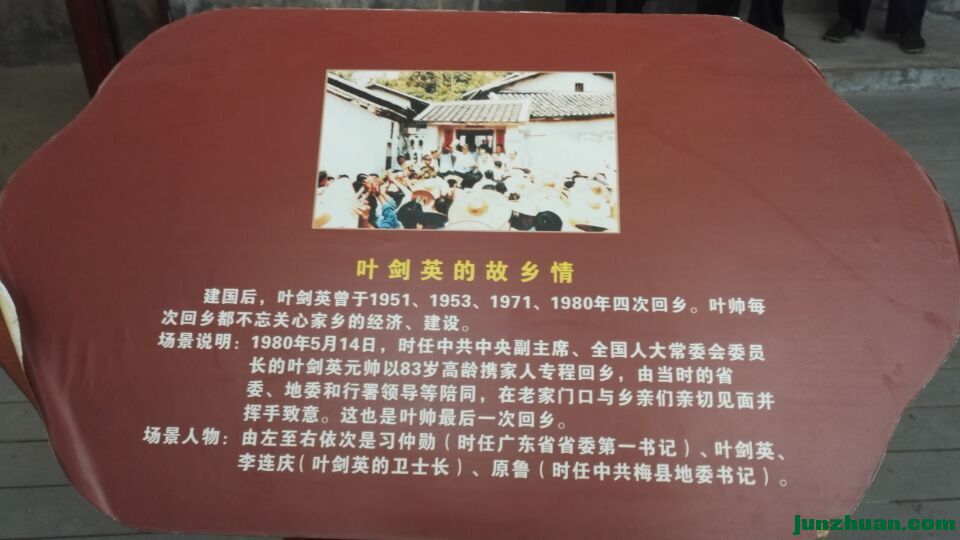 叶剑英的故乡情
建国后，叶剑英曾于1951、1953、1971、1980年四次回乡。叶帅每
次回乡都不忘关心家乡的经济、建设。
场景说明：1980年5月14日，时任中共中央副主席、全国人大常委会委员
长的叶剑英元帅以83岁高龄携家人专程回乡，由当时的省
委、地委和行署领导等陪同，在老家门口与乡亲们亲切见面并
挥手致意。这也是叶帅最后一次回乡。
场景人物：由左至右依次是习仲勋（时任广东省省委第一书记）、叶剑英、
李连庆（叶剑英的卫士长）、原鲁（时任中共梅县地委书记）。
junzhuan.com